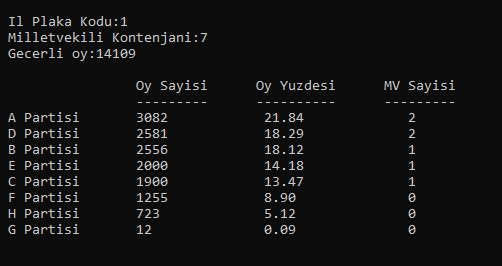 Il Plaka Kodu:1
Milletvekili Kontenjani:7
Gecerli oy:14109
Oy Sayisi Oy Yuzdesi MV Sayisi
--------- ---------- ---------
A Partisi 3082 21.84 2
D Partisi 2581 18.29 2
B Partisi 2556 18.12 1
E Partisi 2000 14.18 1
C Partisi 1900 13.47 1
F Partisi 1255 8.90 0
H Partisi 723 5.12 0
G Partisi 12 0.09 0